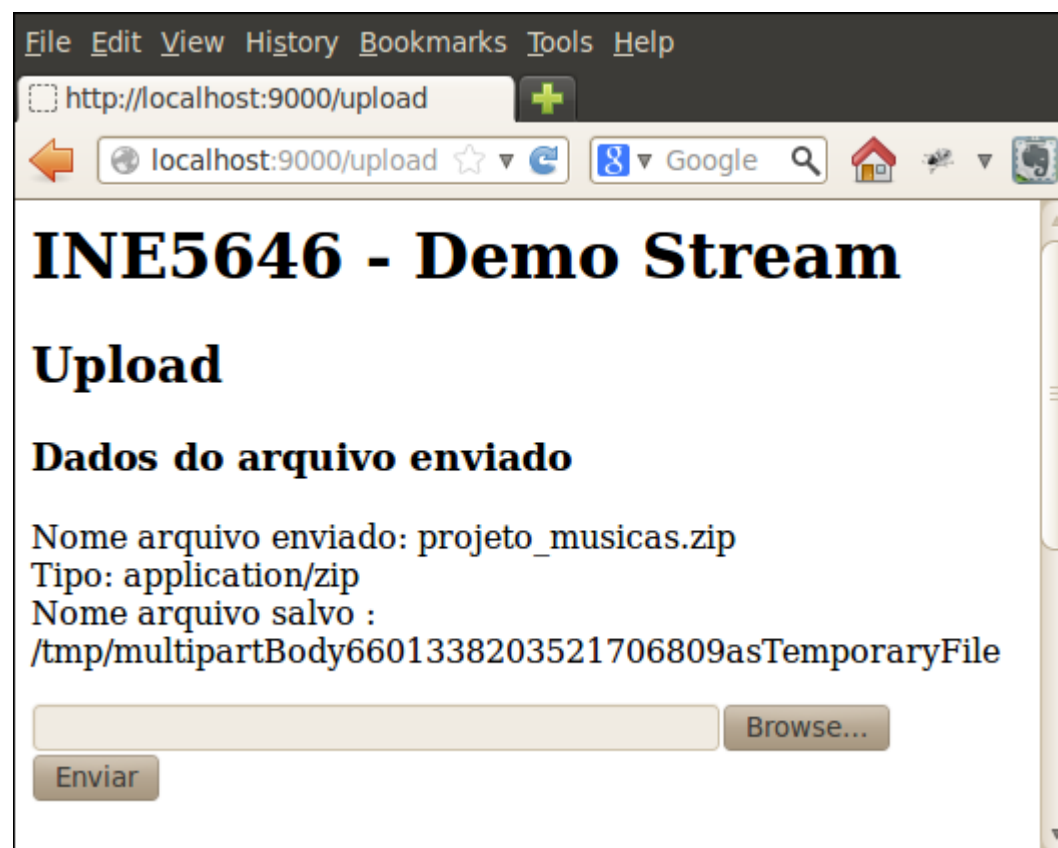 File Edit View History Bookmarks Tools Help
http://localhost:9000/upload
localhost:9000/upload Google
INE5646 - Demo Stream
Upload
Dados do arquivo enviado
Nome arquivo enviado: projeto_musicas.zip
Tipo: application/zip
Nome arquivo salvo :
/tmp/multipartBody6601338203521706809asTemporaryFile
Browse...
Enviar